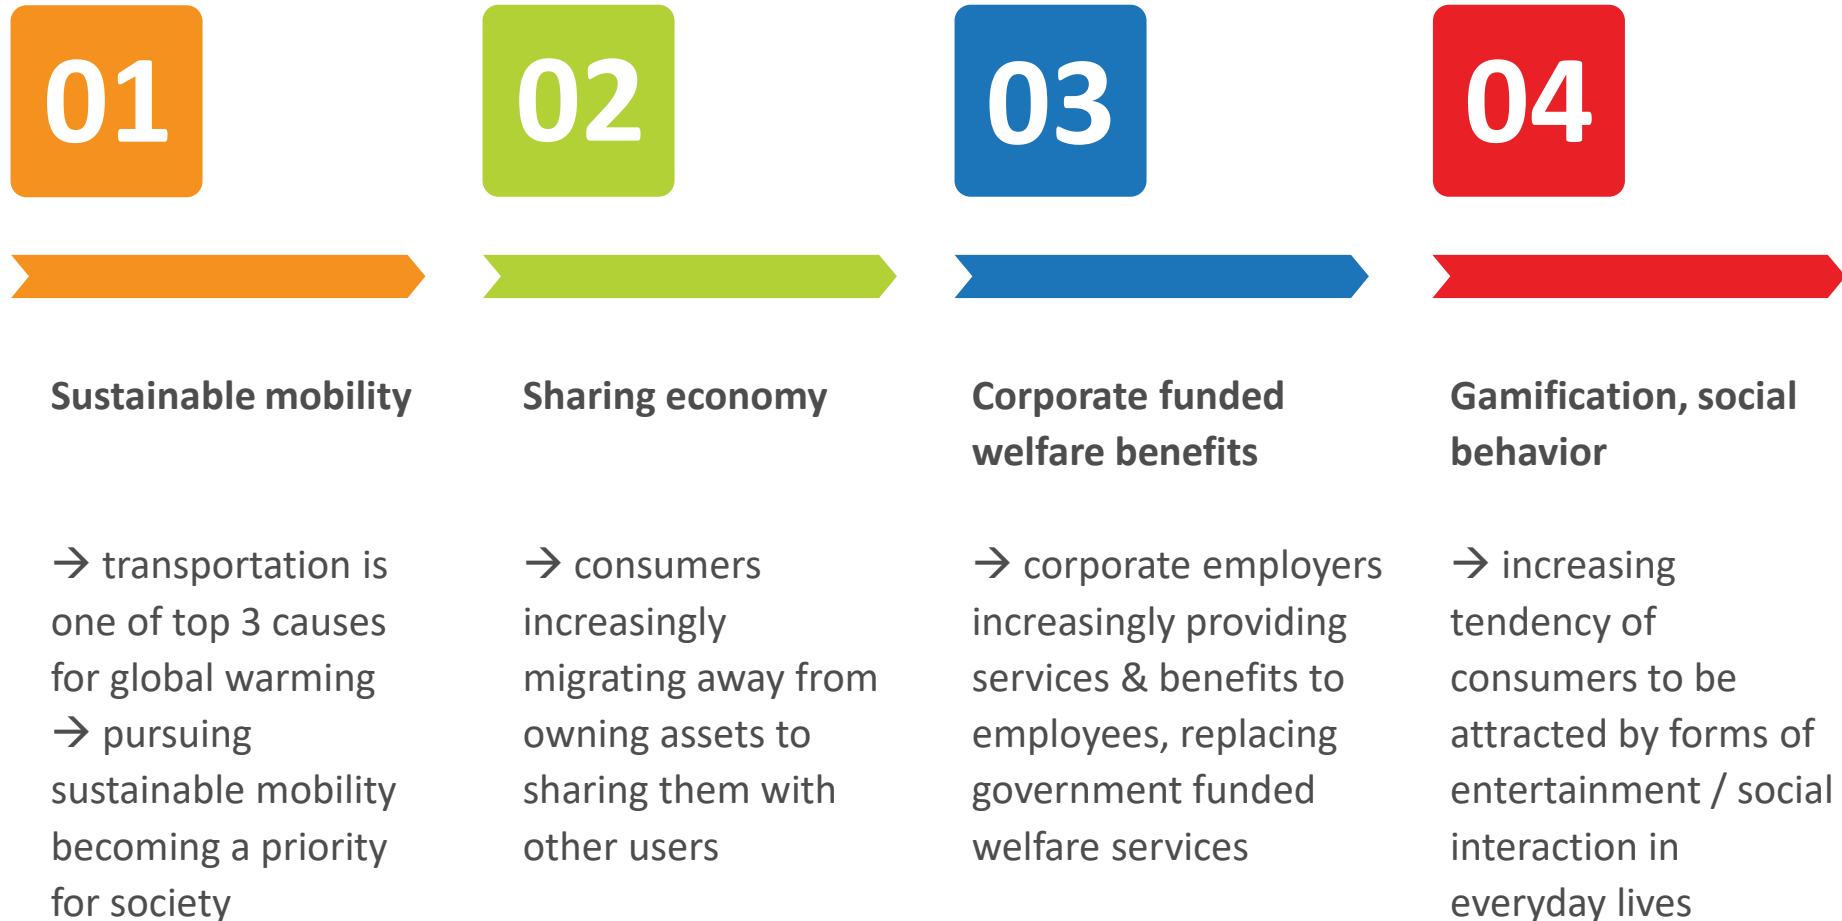 01
Sustainable mobility
→ transportation is
one of top 3 causes
for global warming
→ pursuing
sustainable mobility
becoming a priority
for society
02
Sharing economy
→ consumers
increasingly
migrating away from
owning assets to
sharing them with
other users
03
Corporate funded
welfare benefits
→ corporate employers
increasingly providing
services & benefits to
employees, replacing
government funded
welfare services
04
Gamification, social
behavior
→ increasing
tendency of
consumers to be
attracted by forms of
entertainment / social
interaction in
everyday lives